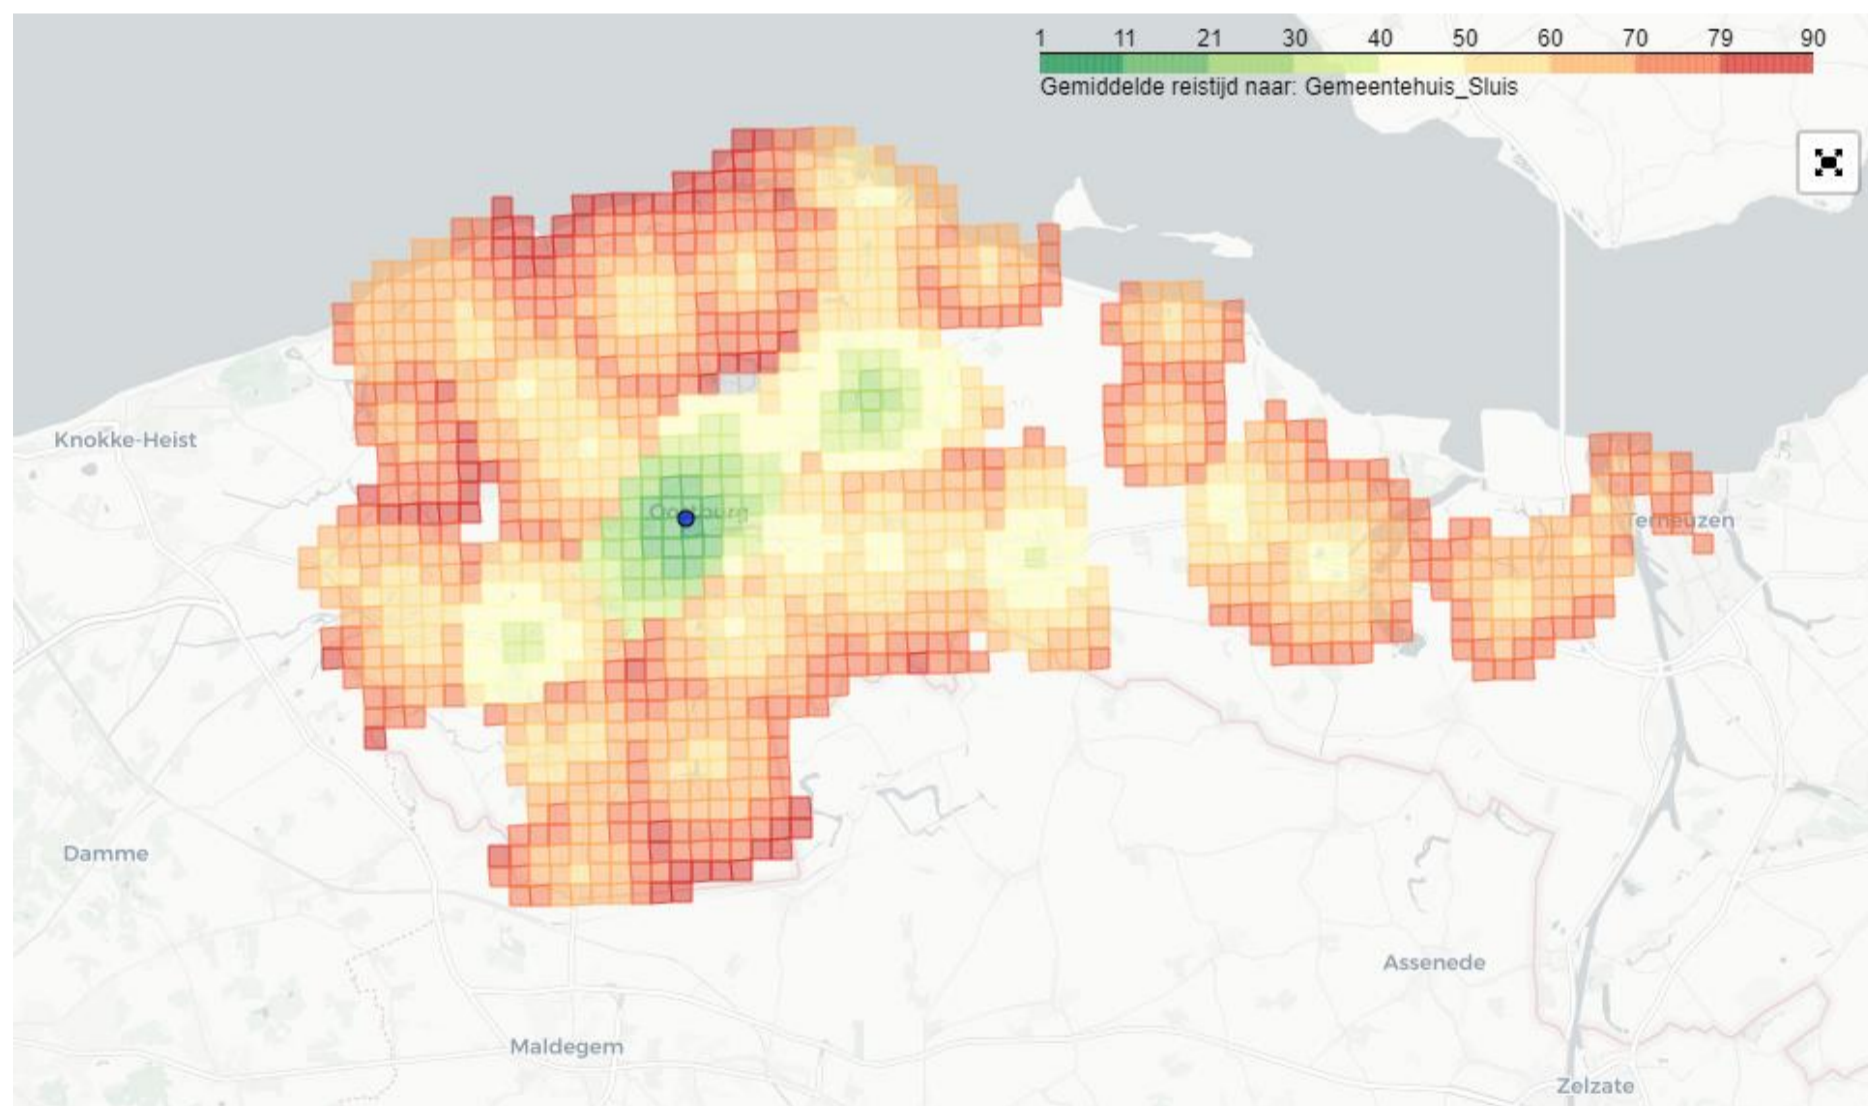 1 11 21 30 40 50 60 70 79 90
Gemiddelde reistijd naar: Gemeentehuis_Sluis
Knokke-Heist
Oostburg
Terneuzen
Damme
Assenede
Maldegem
Zelzate